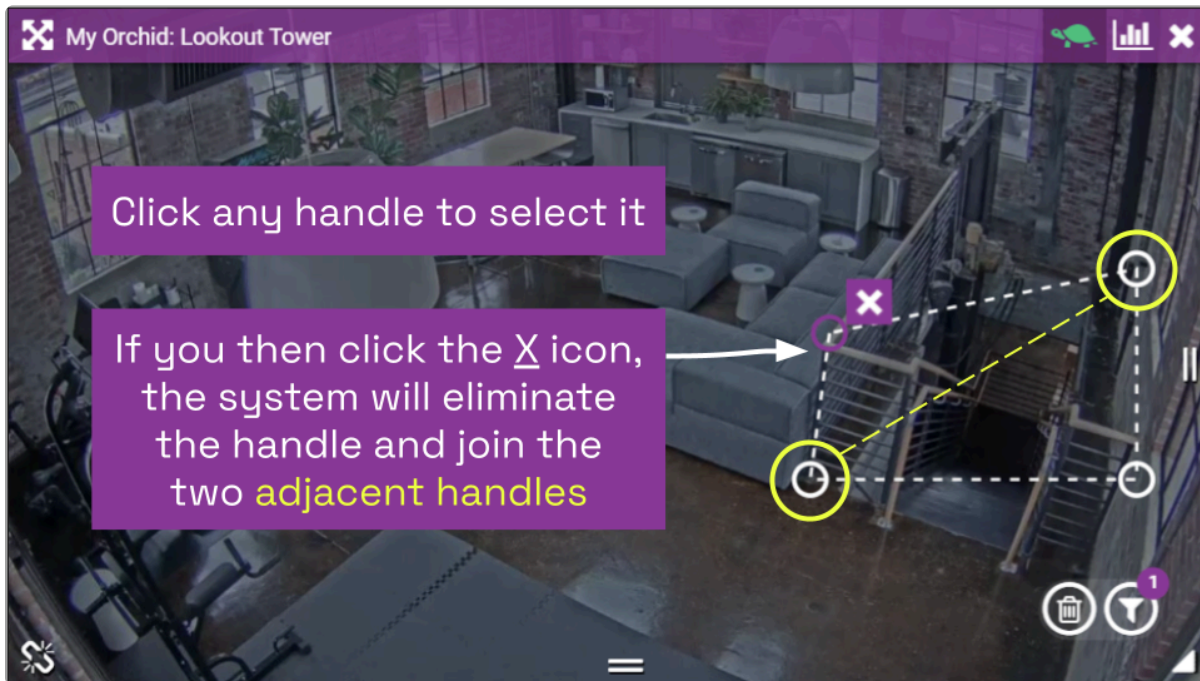 My Orchid: Lookout Tower
Click any handle to select it
If you then click the X icon,
the system will eliminate
the handle and join the
two adjacent handles
1